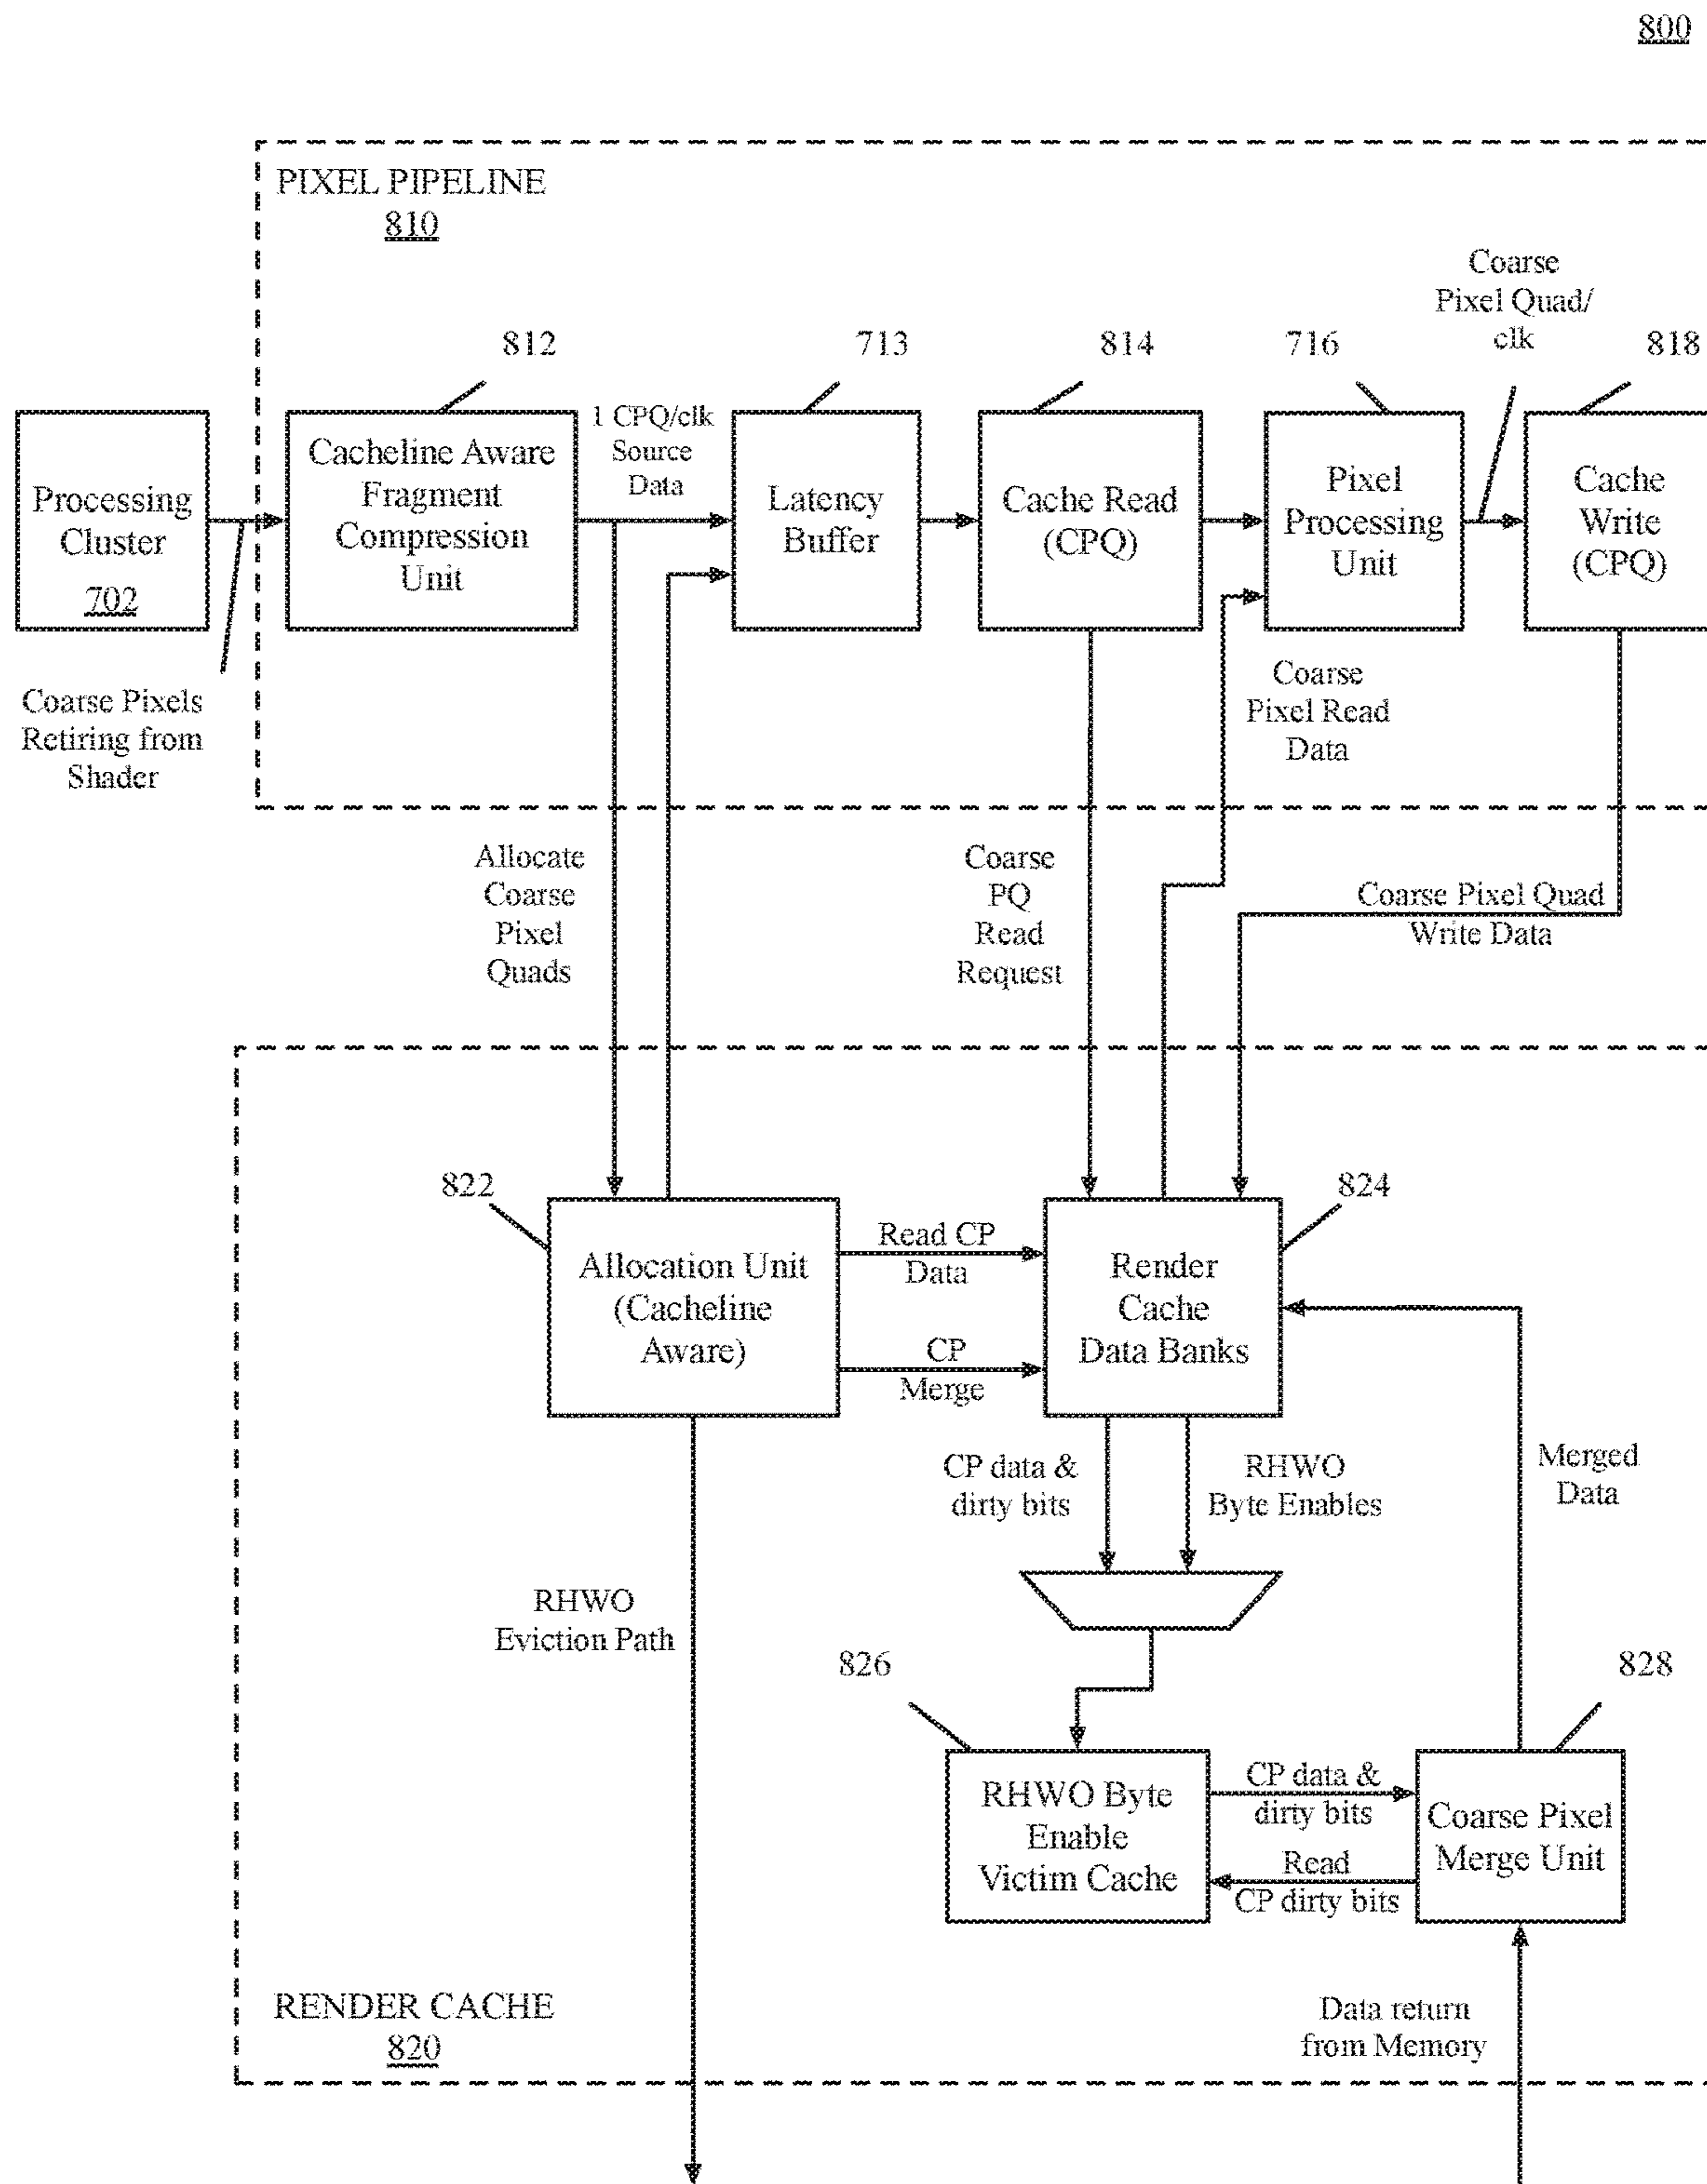 800
PIXEL PIPELINE
810
Coarse
Pixel Quad/
clk
812
713
814
716
818
Processing
Cluster
702
Cacheline Aware
Fragment
Compression
Unit
1 CPQ/clk
Source
Data
Latency
Buffer
Cache Read
(CPQ)
Pixel
Processing
Unit
Cache
Write
(CPQ)
Coarse Pixels
Retiring from
Shader
Coarse
Pixel Read
Data
Allocate
Coarse
Pixel
Quads
Coarse
PQ
Read
Request
Coarse Pixel Quad
Write Data
822
824
Allocation Unit
(Cacheline
Aware)
Read CP
Data
CP
Merge
Render
Cache
Data Banks
CP data &
dirty bits
RHWO
Byte Enables
Merged
Data
RHWO
Eviction Path
826
828
RHWO Byte
Enable
Victim Cache
CP data &
dirty bits
Read
CP dirty bits
Coarse Pixel
Merge Unit
RENDER CACHE
820
Data return
from Memory